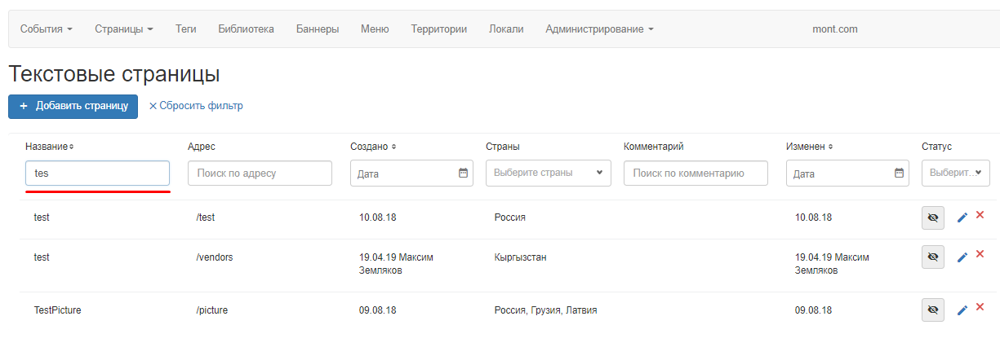 События Страницы Теги Библиотека Баннеры Меню Территории Локали Администрирование mont.com
Текстовые страницы
+ Добавить страницу × Сбросить фильтр
Название Адрес Создано Страны Комментарий Изменен Статус
tes Поиск по адресу Дата Выберите страны Поиск по комментарию Дата Выберит...
test /test 10.08.18 Россия 10.08.18
test /vendors 19.04.19 Максим Кыргызстан 19.04.19 Максим
Земляков Земляков
TestPicture /picture 09.08.18 Россия, Грузия, Латвия 09.08.18